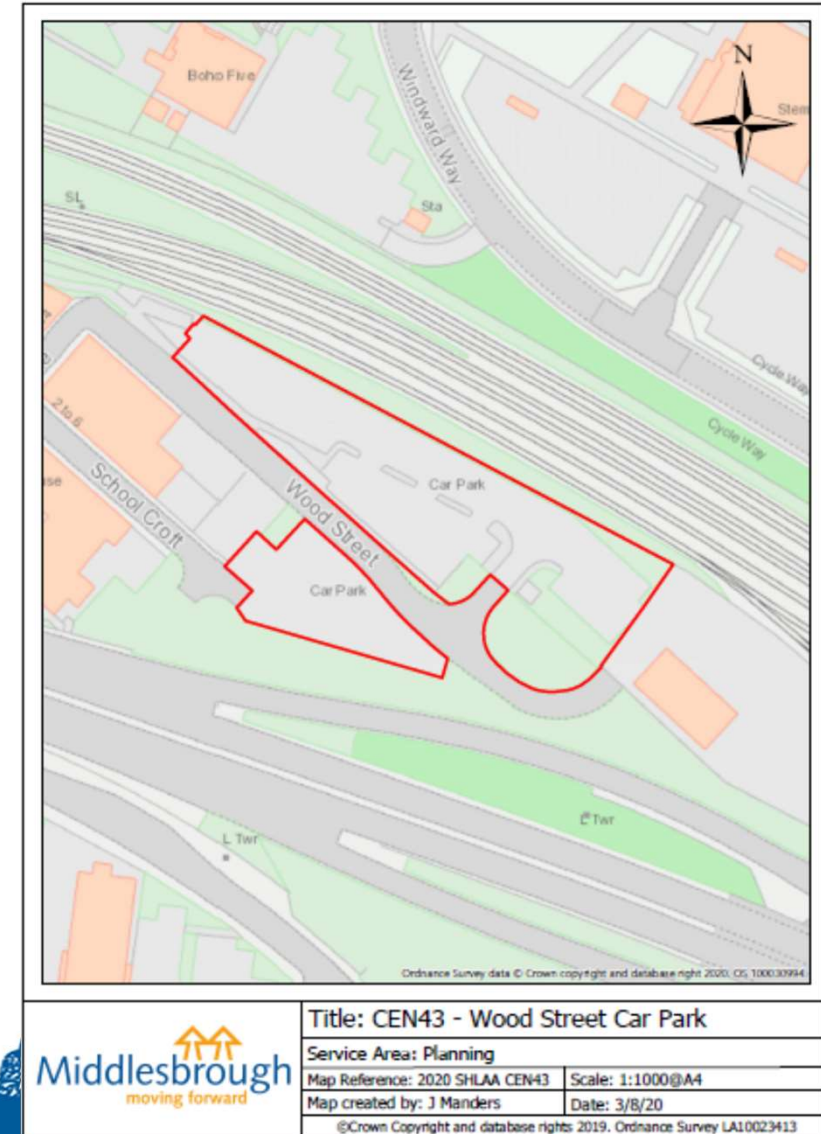 Boho Five
Windward Way
N
Stem
SL
Sta
Cycle Way
Cycle Way
2 to 6
School Croft
Wood Street
Car Park
Car Park
L Twr
L Twr
Ordnance Survey data © Crown copyright and database right 2020. OS 100030994
Middlesbrough
moving forward
Title: CEN43 - Wood Street Car Park
Service Area: Planning
Map Reference: 2020 SHLAA CEN43
Scale: 1:1000@A4
Map created by: J Manders
Date: 3/8/20
©Crown Copyright and database rights 2019. Ordnance Survey LA10023413